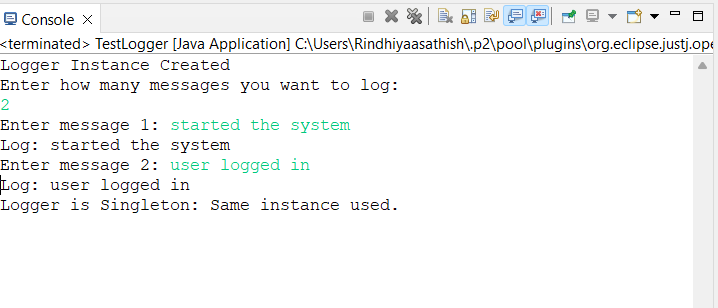 Console
<terminated> TestLogger [Java Application] C:\Users\Rindhiyaasathish\.p2\pool\plugins\org.eclipse.justj.ope
Logger Instance Created
Enter how many messages you want to log:
2
Enter message 1: started the system
Log: started the system
Enter message 2: user logged in
Log: user logged in
Logger is Singleton: Same instance used.